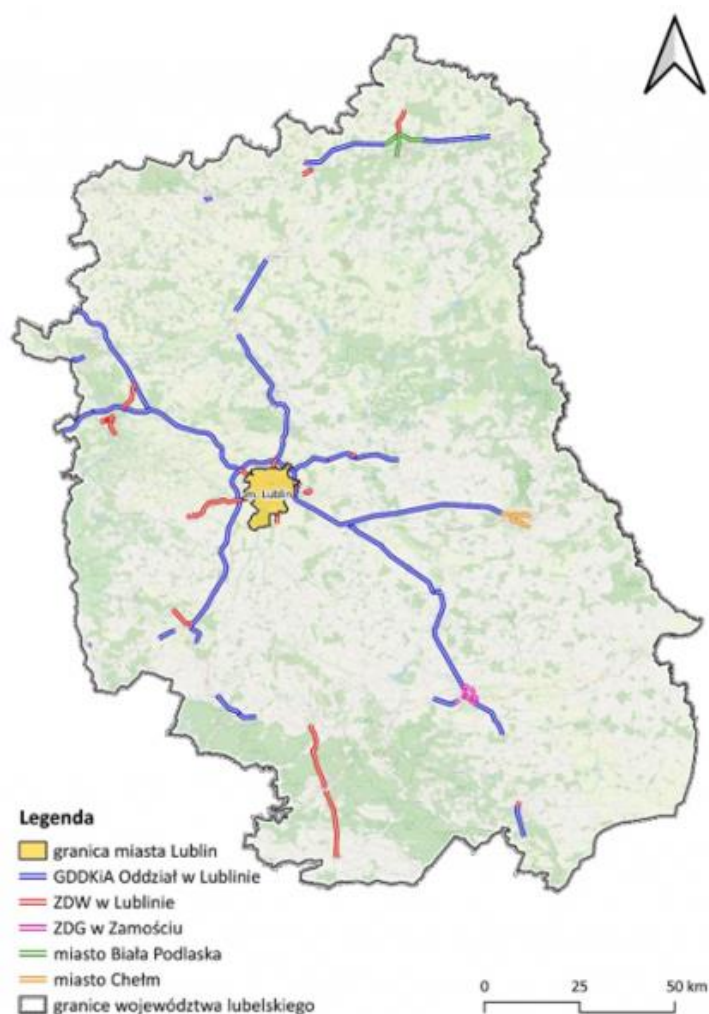 m. Lublin
Legenda
granica miasta Lublin
GDDKiA Oddział w Lublinie
ZDW w Lublinie
ZDG w Zamościu
miasto Biała Podlaska
miasto Chełm
granice województwa lubelskiego
0 25 50 km